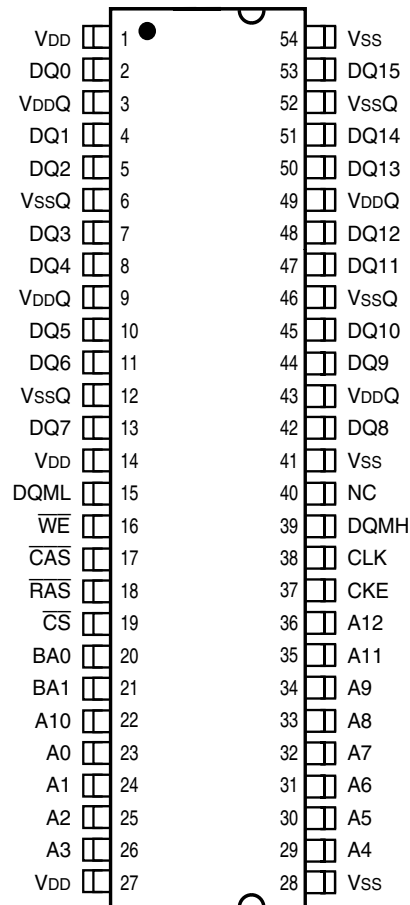 VDD 1 54 VSS
DQ0 2 53 DQ15
VDDQ 3 52 VSSQ
DQ1 4 51 DQ14
DQ2 5 50 DQ13
VSSQ 6 49 VDDQ
DQ3 7 48 DQ12
DQ4 8 47 DQ11
VDDQ 9 46 VSSQ
DQ5 10 45 DQ10
DQ6 11 44 DQ9
VSSQ 12 43 VDDQ
DQ7 13 42 DQ8
VDD 14 41 VSS
DQML 15 40 NC
WE 16 39 DQMH
CAS 17 38 CLK
RAS 18 37 CKE
CS 19 36 A12
BA0 20 35 A11
BA1 21 34 A9
A10 22 33 A8
A0 23 32 A7
A1 24 31 A6
A2 25 30 A5
A3 26 29 A4
VDD 27 28 VSS